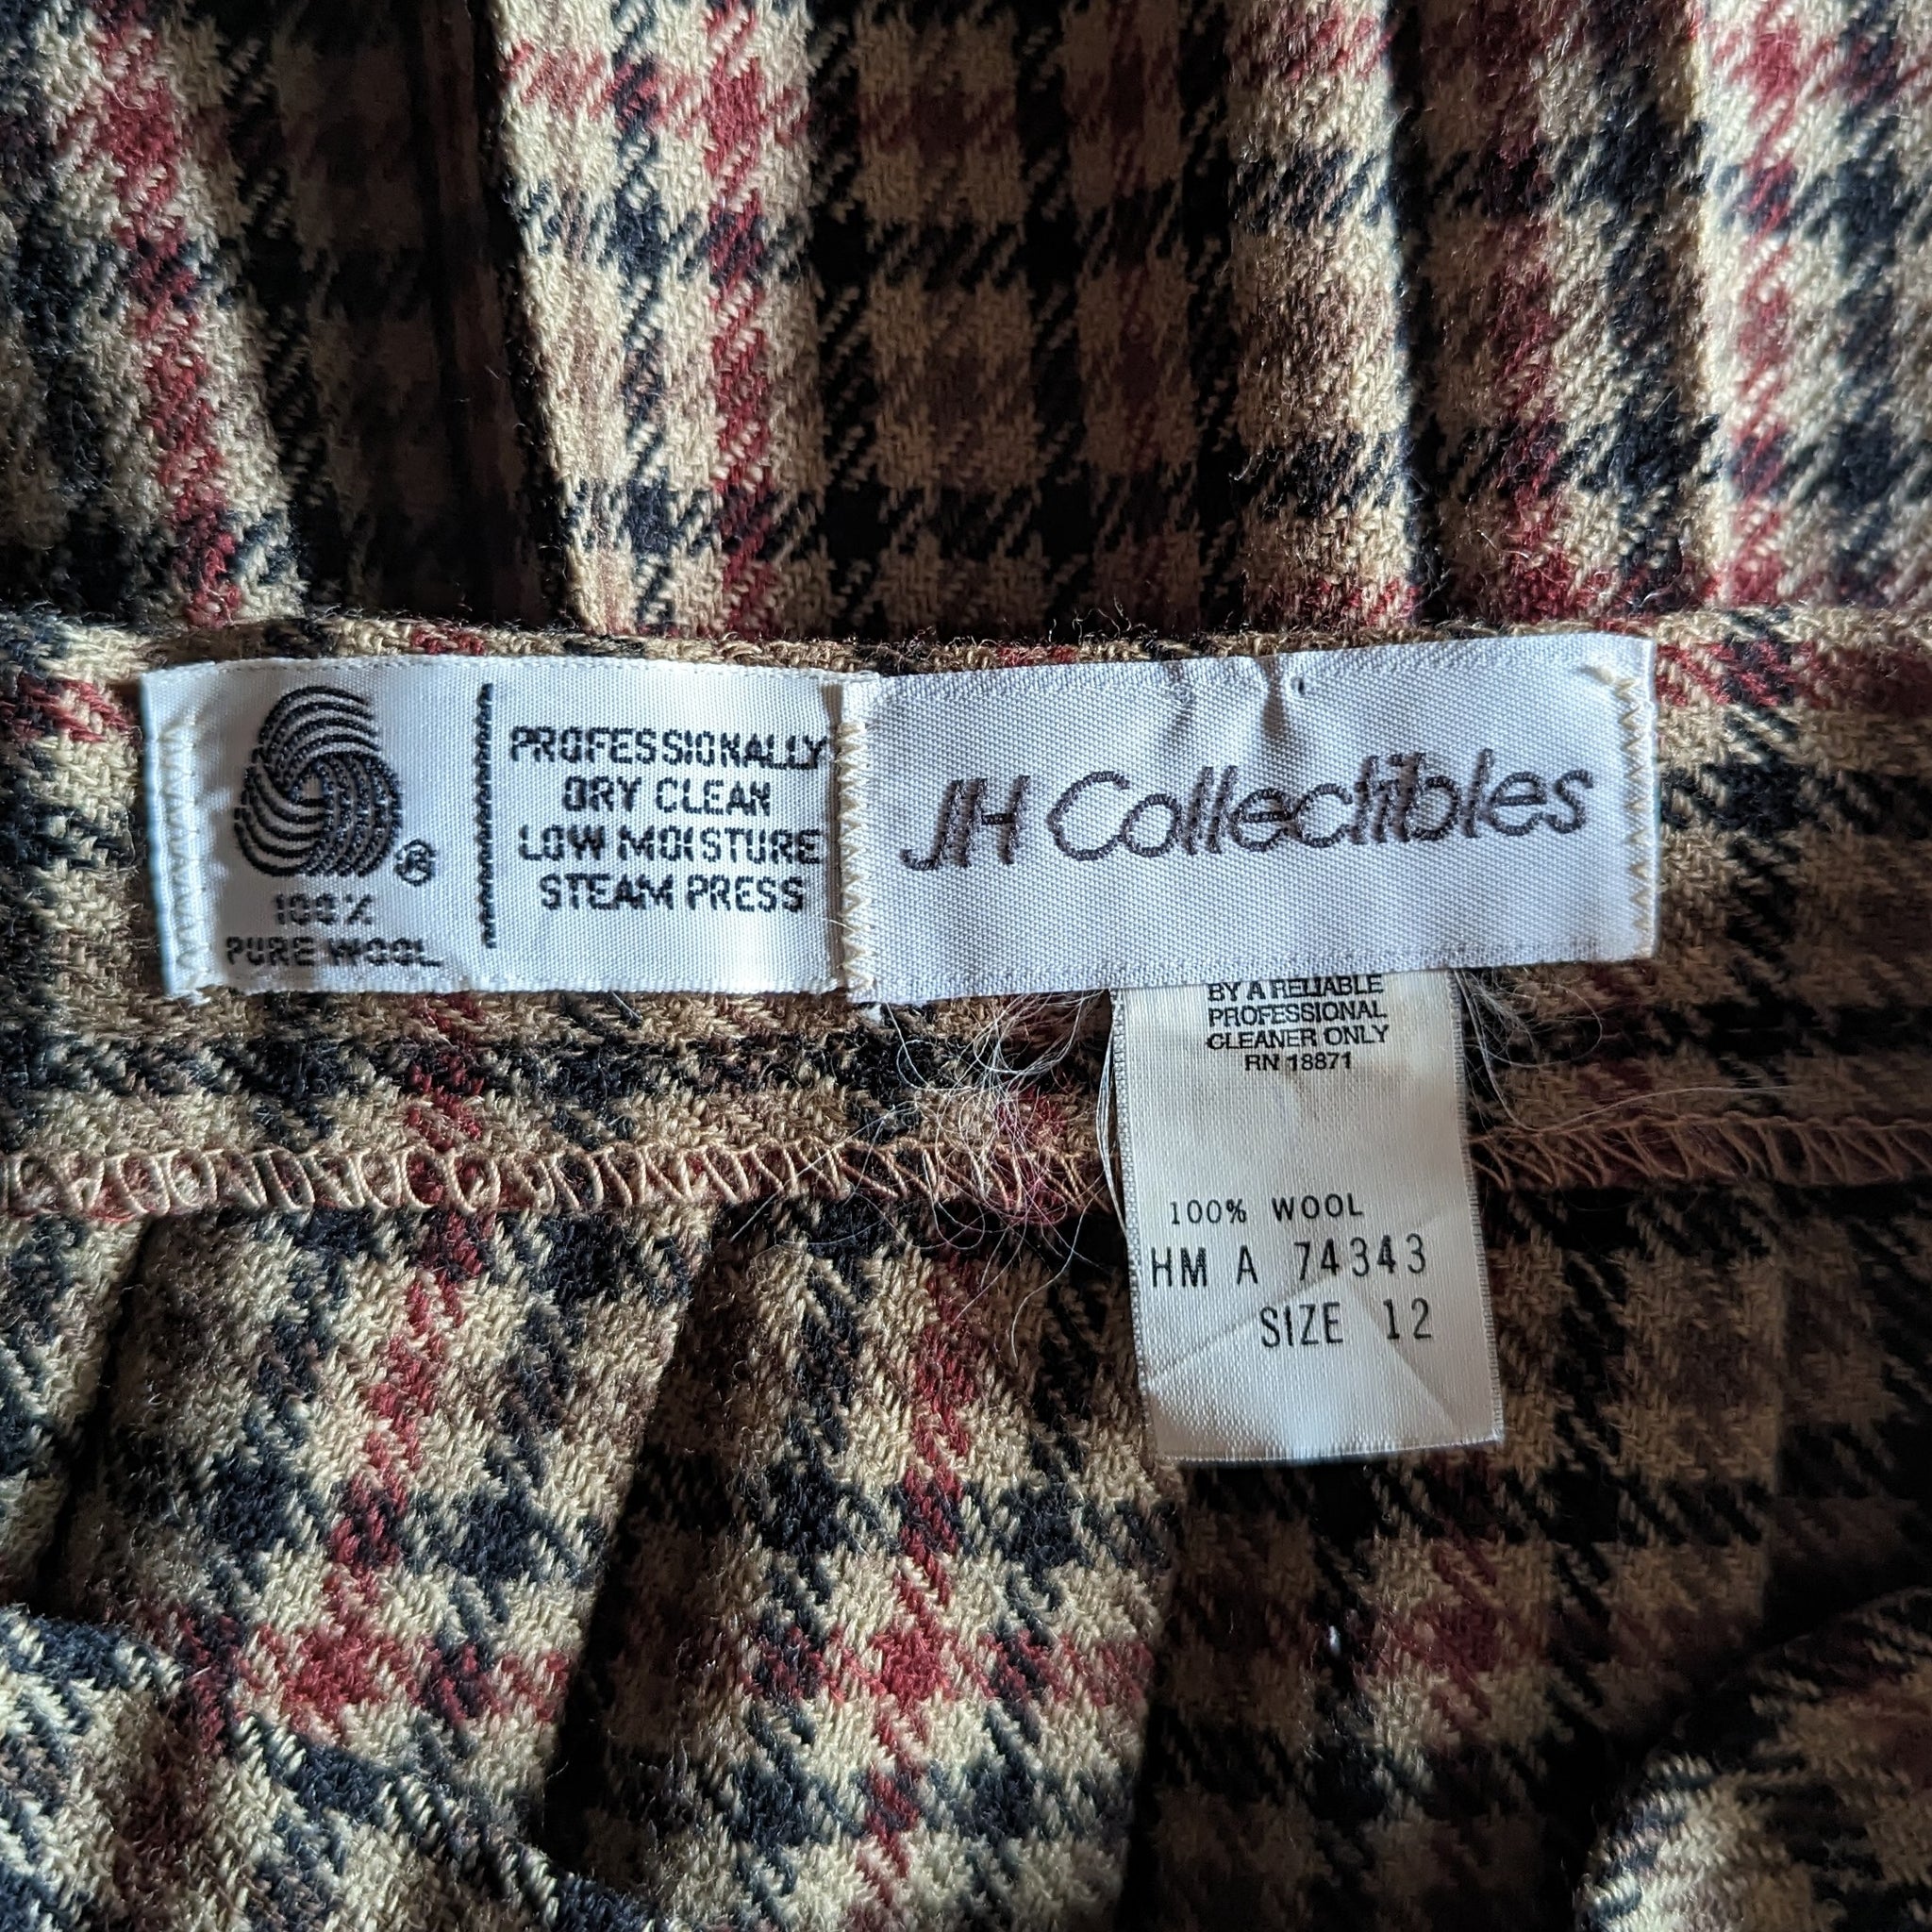 100%
PURE WOOL
PROFESSIONALLY
DRY CLEAN
LOW MOISTURE
STEAM PRESS
JH Collectibles
BY A RELIABLE
PROFESSIONAL
CLEANER ONLY
RN 18871
100% WOOL
HM A 74343
SIZE 12